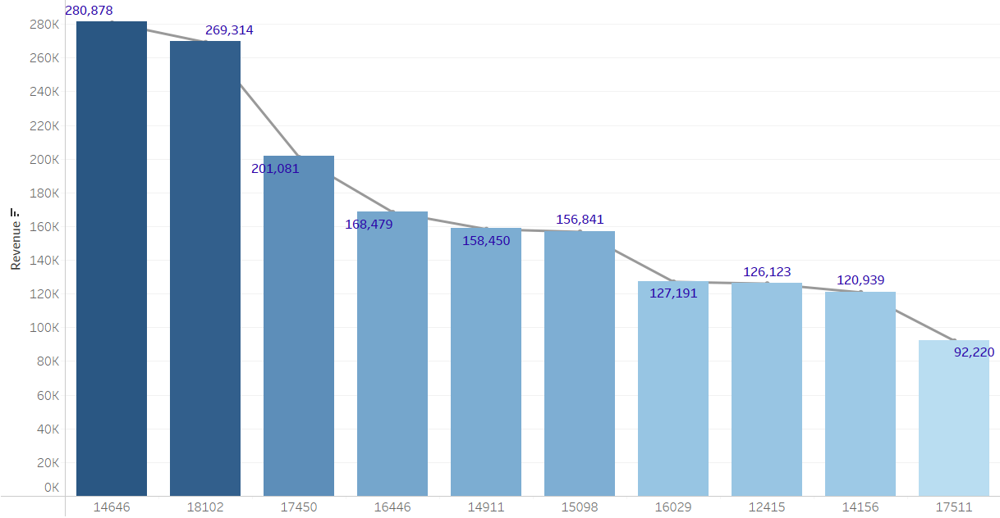 280,878
269,314
280K
260K
240K
220K
200K
201,081
180K
160K
168,479
158,450
156,841
140K
127,191
126,123
120,939
120K
100K
92,220
80K
60K
40K
20K
0K
Revenue
14646 18102 17450 16446 14911 15098 16029 12415 14156 17511